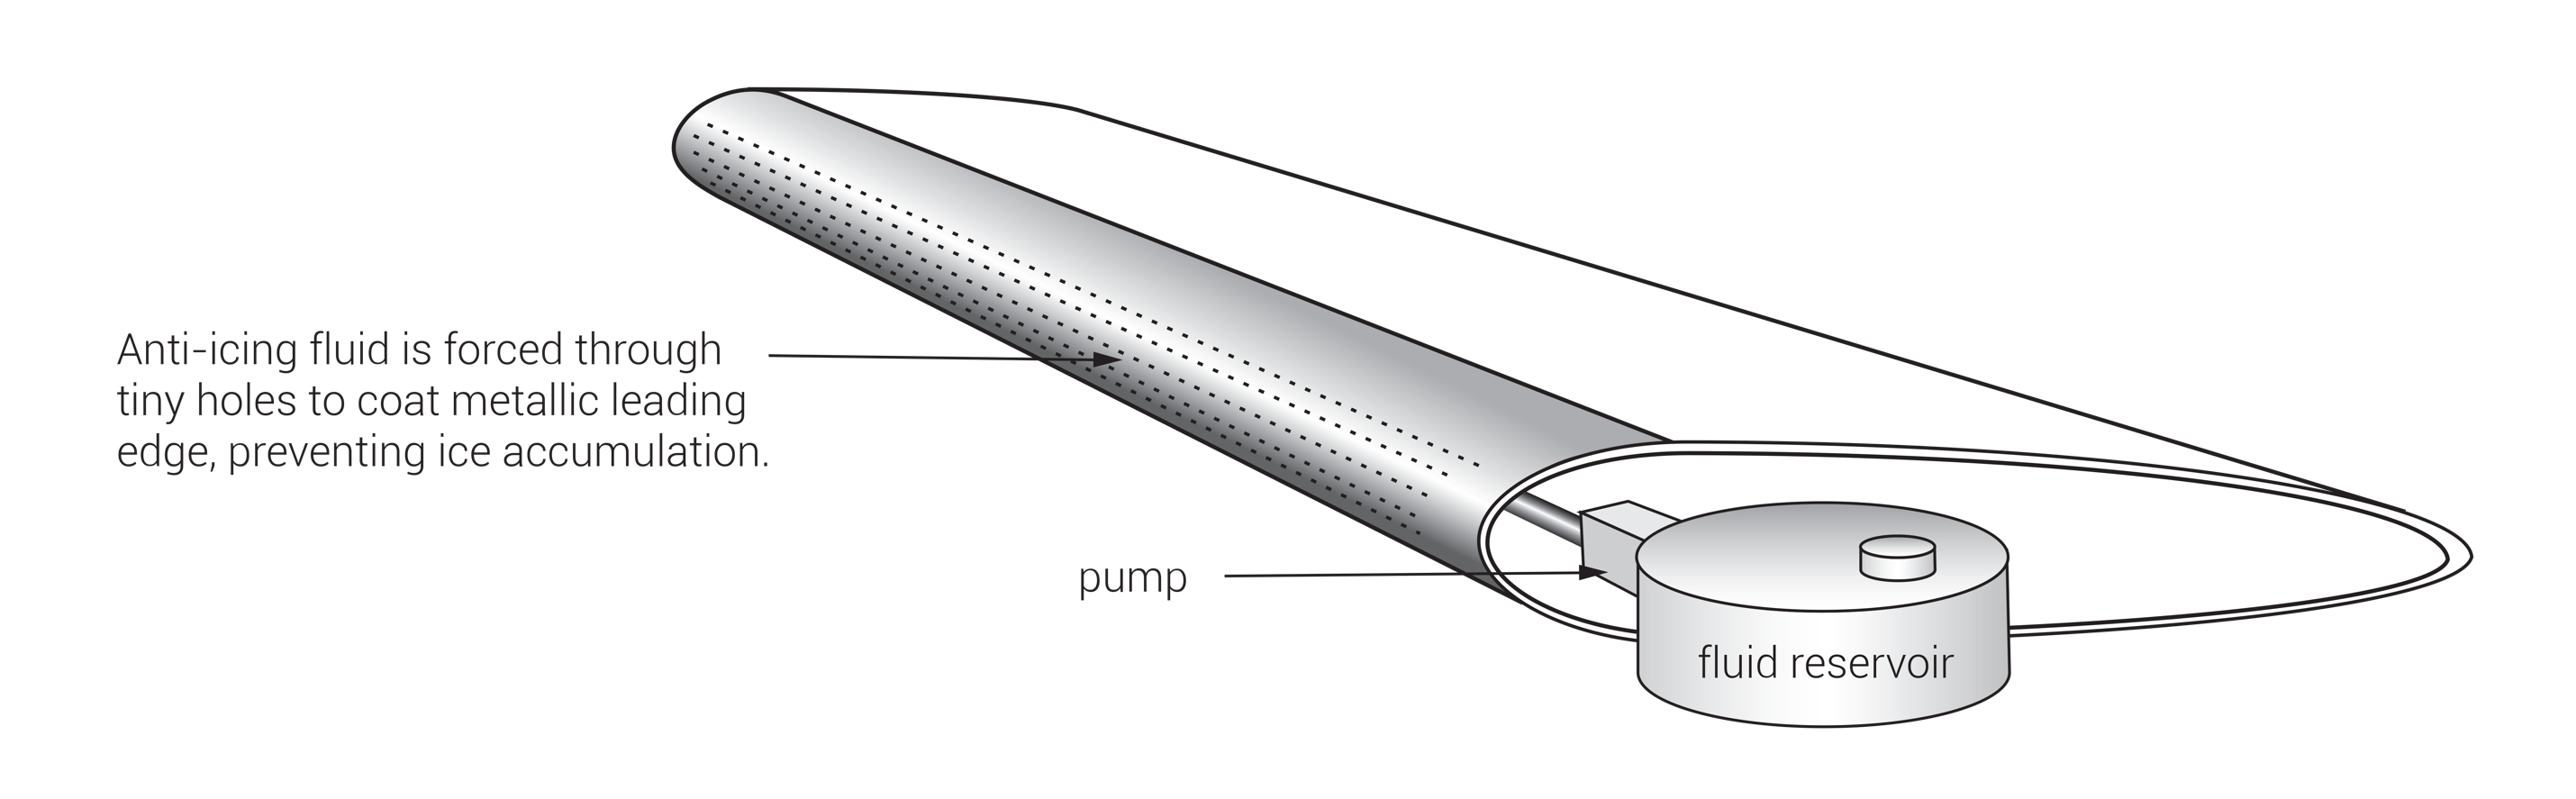 Anti-icing fluid is forced through
tiny holes to coat metallic leading
edge, preventing ice accumulation.
pump
fluid reservoir